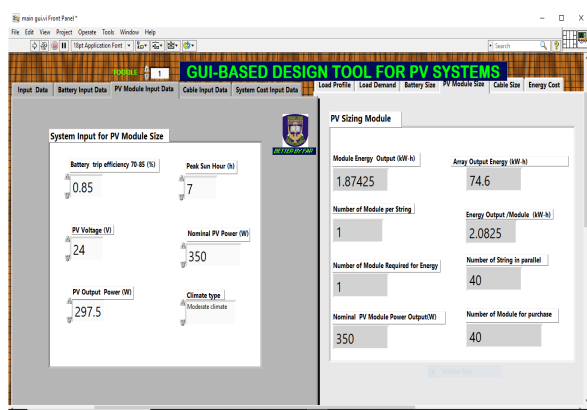 main gui.vi Front Panel *
File Edit View Project Operate Tools Window Help
18pt Application Font
Search
TOGGLE 1
GUI-BASED DESIGN TOOL FOR PV SYSTEMS
Input Data Battery Input Data PV Module Input Data Cable Input Data System Cost Input Data
Load Profile Load Demand Battery Size PV Module Size Cable Size Energy Cost
System Input for PV Module Size
BETTER BY FAR
Battery trip efficiency 70-85 (%)
0.85
Peak Sun Hour (h)
7
PV Voltage (V)
24
Nominal PV Power (W)
350
PV Output Power (W)
297.5
Climate type
Moderate climate
PV Sizing Module
Module Energy Output (kW-h)
1.87425
Array Output Energy (kW-h)
74.6
Number of Module per String
1
Energy Output /Module (kW-h)
2.0825
Number of Module Required for Energy
1
Number of String in parallel
40
Nominal PV Module Power Output(W)
350
Number of Module for purchase
40